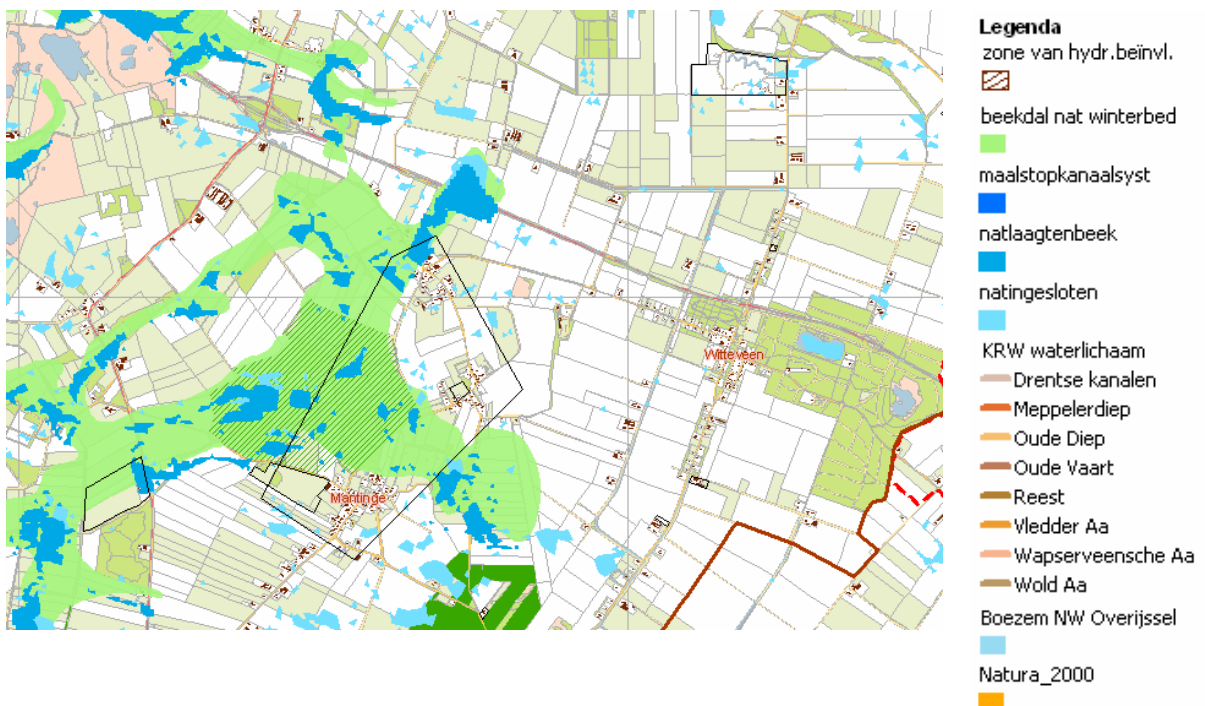 Witteveen
Mantinge
Legenda
zone van hydr.beïnvl.
beekdal nat winterbed
maalstopkanaalsyst
natlaagtenbeek
natingesloten
KRW waterlichaam
Drentse kanalen
Meppelerdiep
Oude Diep
Oude Vaart
Reest
Vledder Aa
Wapserveensche Aa
Wold Aa
Boezem NW Overijssel
Natura_2000